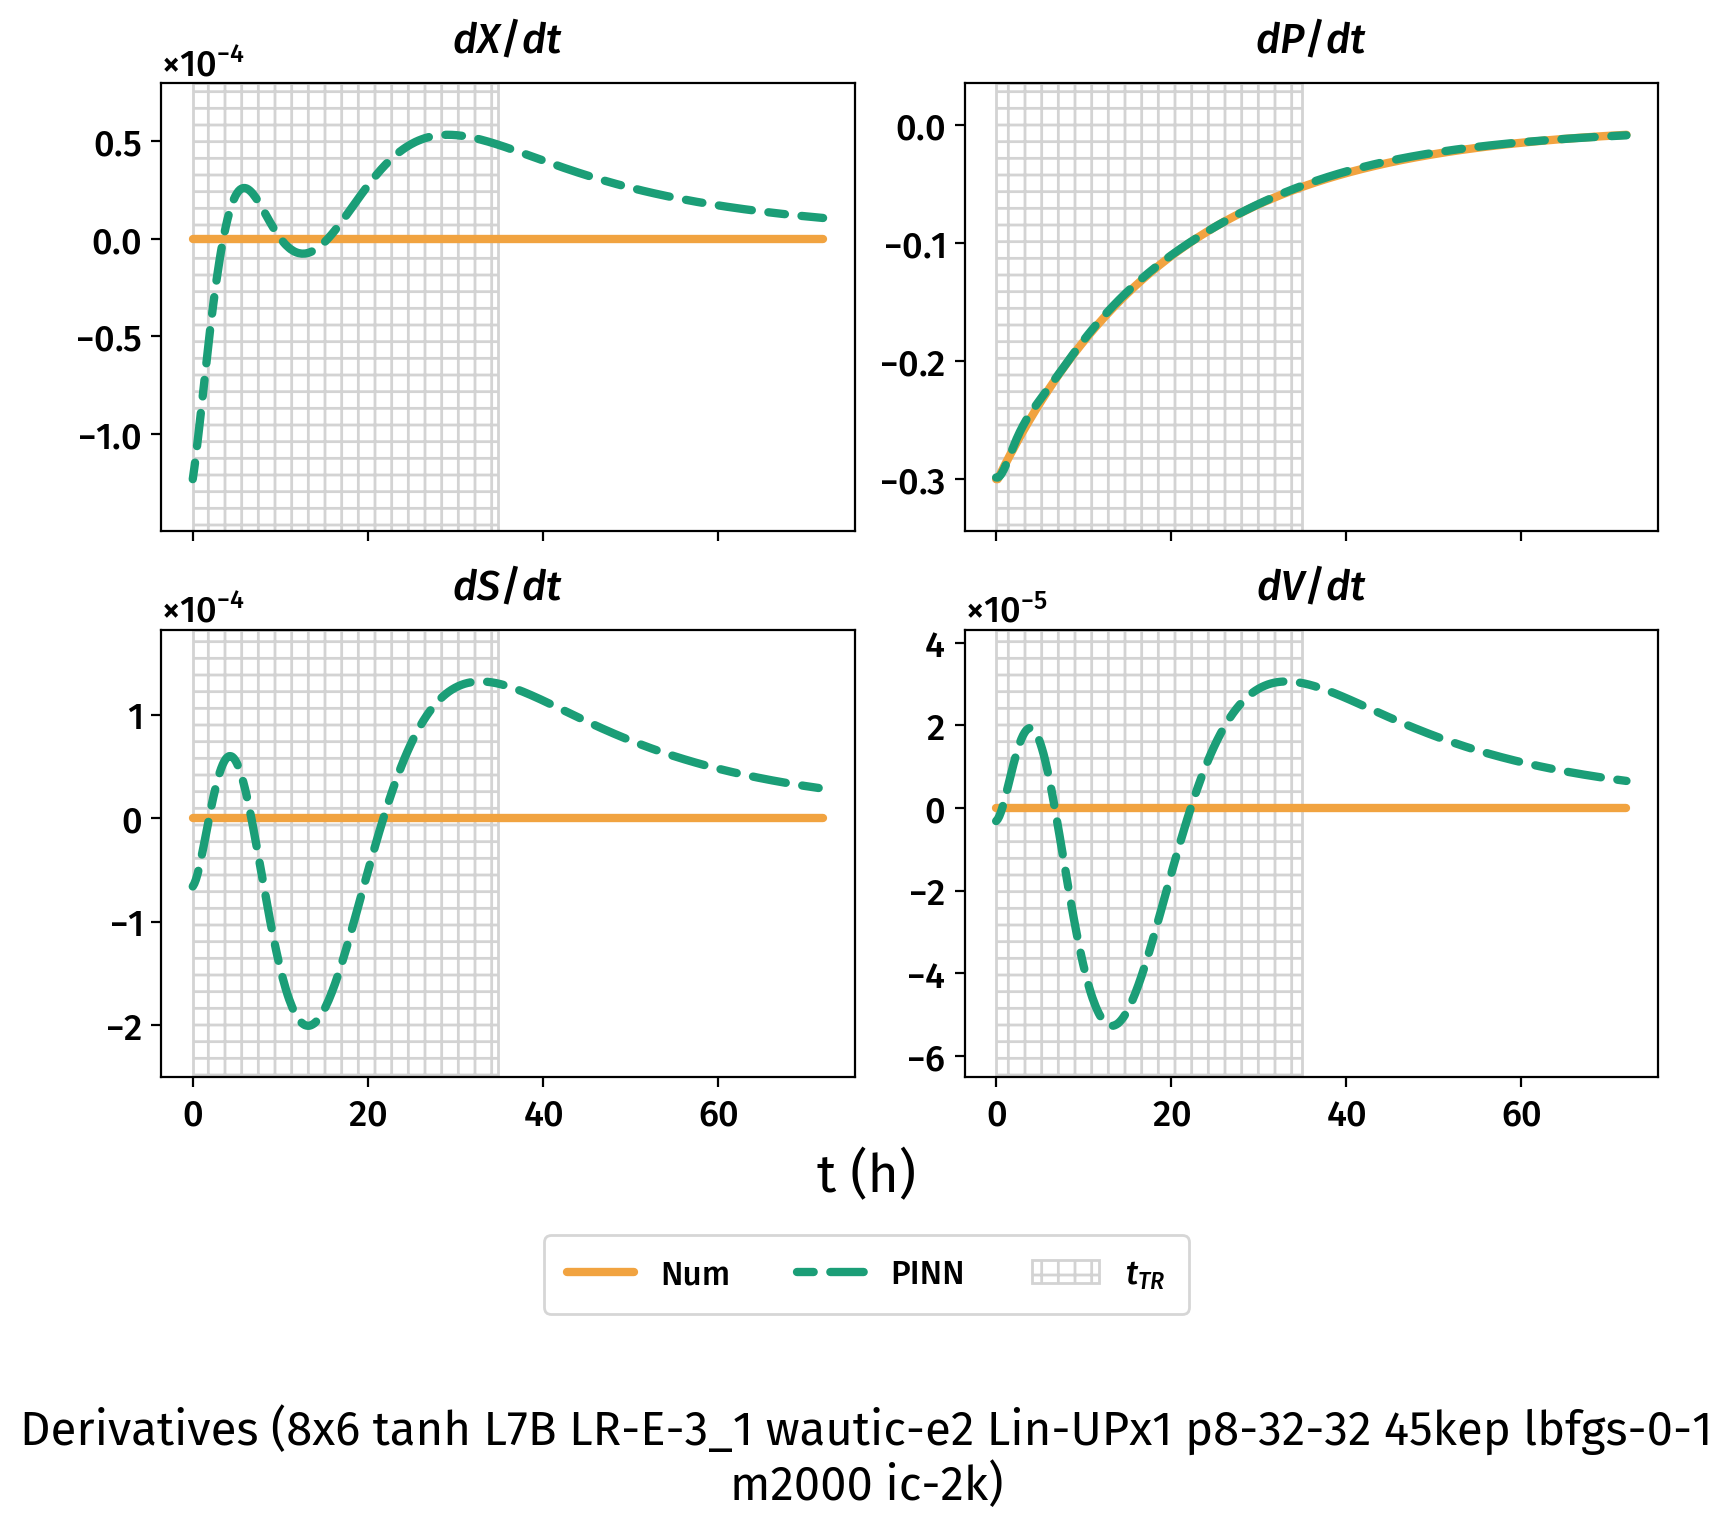 dX/dt
dP/dt
×10⁻⁴
0.5
0.0
−0.5
−1.0
0.0
−0.1
−0.2
−0.3
dS/dt
dV/dt
×10⁻⁴
×10⁻⁵
1
0
−1
−2
4
2
0
−2
−4
−6
0 20 40 60
0 20 40 60
t (h)
Num PINN t_TR
Derivatives (8x6 tanh L7B LR-E-3_1 wautic-e2 Lin-UPx1 p8-32-32 45kep lbfgs-0-1
m2000 ic-2k)